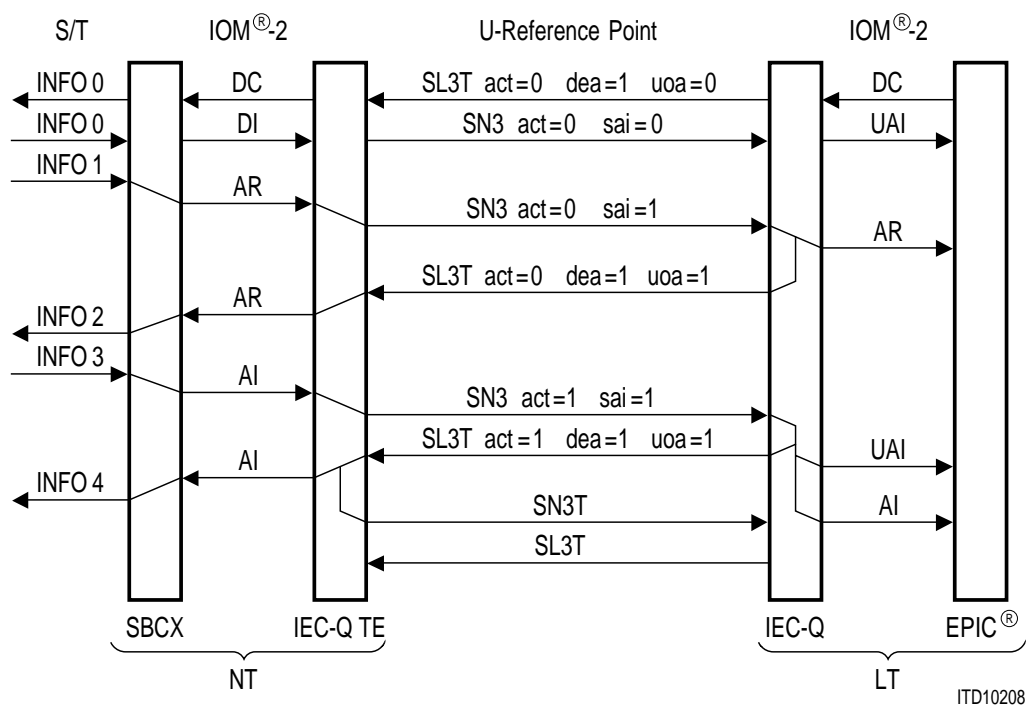 S/T IOM®-2 U-Reference Point IOM®-2
INFO 0 DC SL3T act=0 dea=1 uoa=0 DC
INFO 0 DI SN3 act=0 sai=0 UAI
INFO 1
AR
SN3 act=0 sai=1
AR
SL3T act=0 dea=1 uoa=1
AR
INFO 2
INFO 3
AI
SN3 act=1 sai=1
SL3T act=1 dea=1 uoa=1
UAI
AI
INFO 4
SN3T AI
SL3T
SBCX IEC-Q TE IEC-Q EPIC®
NT LT
ITD10208